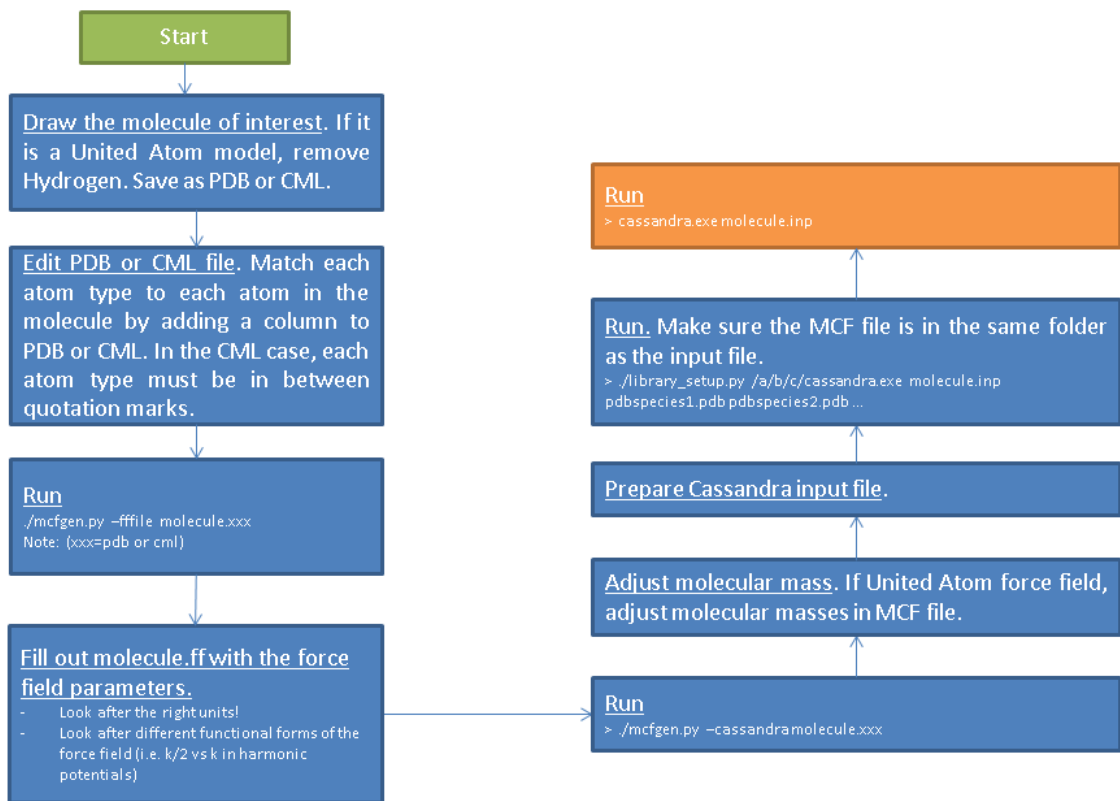 Start
Draw the molecule of interest. If it
is a United Atom model, remove
Hydrogen. Save as PDB or CML.
Edit PDB or CML file. Match each
atom type to each atom in the
molecule by adding a column to
PDB or CML. In the CML case, each
atom type must be in between
quotation marks.
Run
./mcfgen.py –fffile molecule.xxx
Note: (xxx=pdb or cml)
Fill out molecule.ff with the force
field parameters.
- Look after the right units!
- Look after different functional forms of the
force field (i.e. k/2 vs k in harmonic
potentials)
Run
> ./mcfgen.py –cassandramolecule.xxx
Adjust molecular mass. If United Atom force field,
adjust molecular masses in MCF file.
Prepare Cassandra input file.
Run. Make sure the MCF file is in the same folder
as the input file.
> ./library_setup.py /a/b/c/cassandra.exe molecule.inp
pdbspecies1.pdb pdbspecies2.pdb ...
Run
> cassandra.exe molecule.inp